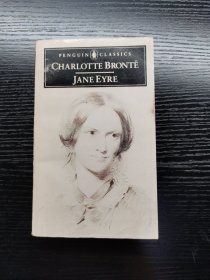 PENGUIN CLASSICS
CHARLOTTE BRONTË
JANE EYRE